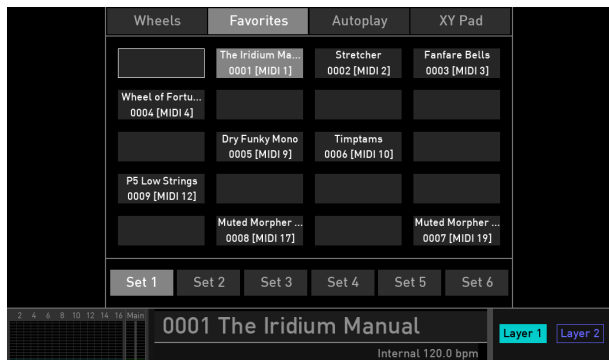 Wheels Favorites Autoplay XY Pad
The Iridium Ma... Stretcher Fanfare Bells
0001 [MIDI 1] 0002 [MIDI 2] 0003 [MIDI 3]
Wheel of Fortu...
0004 [MIDI 4]
Dry Funky Mono Timptams
0005 [MIDI 9] 0006 [MIDI 10]
P5 Low Strings
0009 [MIDI 12]
Muted Morpher ... Muted Morpher ...
0008 [MIDI 17] 0007 [MIDI 19]
Set 1 Set 2 Set 3 Set 4 Set 5 Set 6
2 4 6 8 10 12 14 16 Main
0001 The Iridium Manual
Layer 1 Layer 2
Internal 120.0 bpm